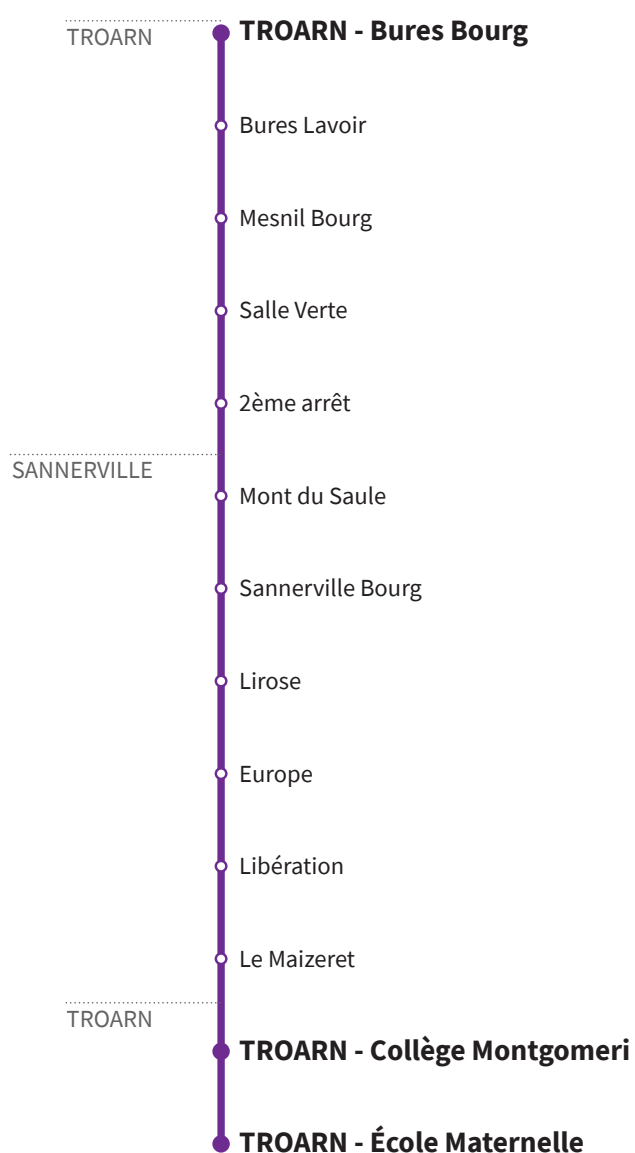 TROARN
TROARN - Bures Bourg
Bures Lavoir
Mesnil Bourg
Salle Verte
2ème arrêt
SANNERVILLE
Mont du Saule
Sannerville Bourg
Lirose
Europe
Libération
Le Maizeret
TROARN
TROARN - Collège Montgomeri
TROARN - École Maternelle